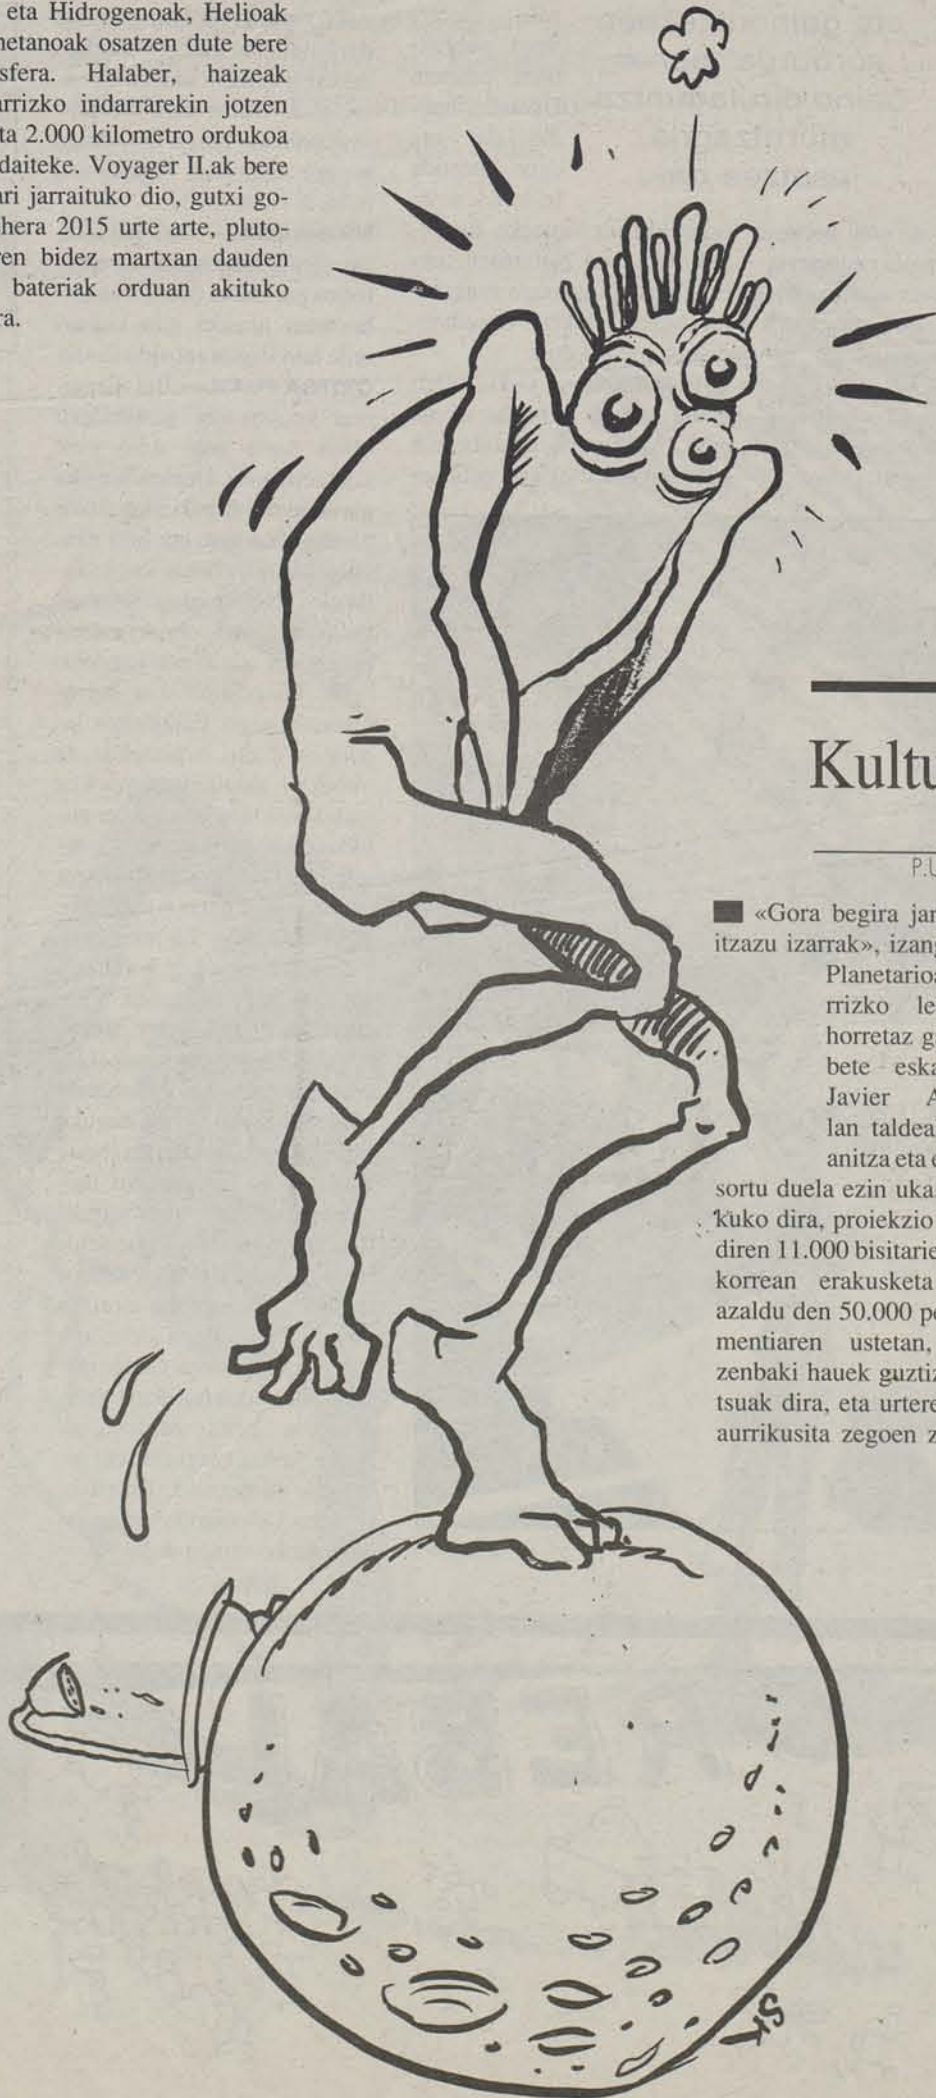 eta Hidrogenoak, Helioak
netanoak osatzen dute bere
sfera. Halaber, haizeak
arrizko indarrarekin jotzen
ta 2.000 kilometro ordukoa
daiteke. Voyager II.ak bere
ari jarraituko dio, gutxi go-
hera 2015 urte arte, pluto-
ren bidez martxan dauden
bateriak orduan akituko
ra.
Kultu
P.U
■ «Gora begira jar
itzazu izarrak», izang
Planetarioa
rrizko le
horretaz g
bete eska
Javier A
lan taldea
anitza eta e
sortu duela ezin uka
kuko dira, proiekzio
diren 11.000 bisitarie
korrean erakusketa
azaldu den 50.000 pe
mentiaren ustetan,
zenbaki hauek guztiz
tsuak dira, eta urtere
aurrikusita zegoen z
SKT